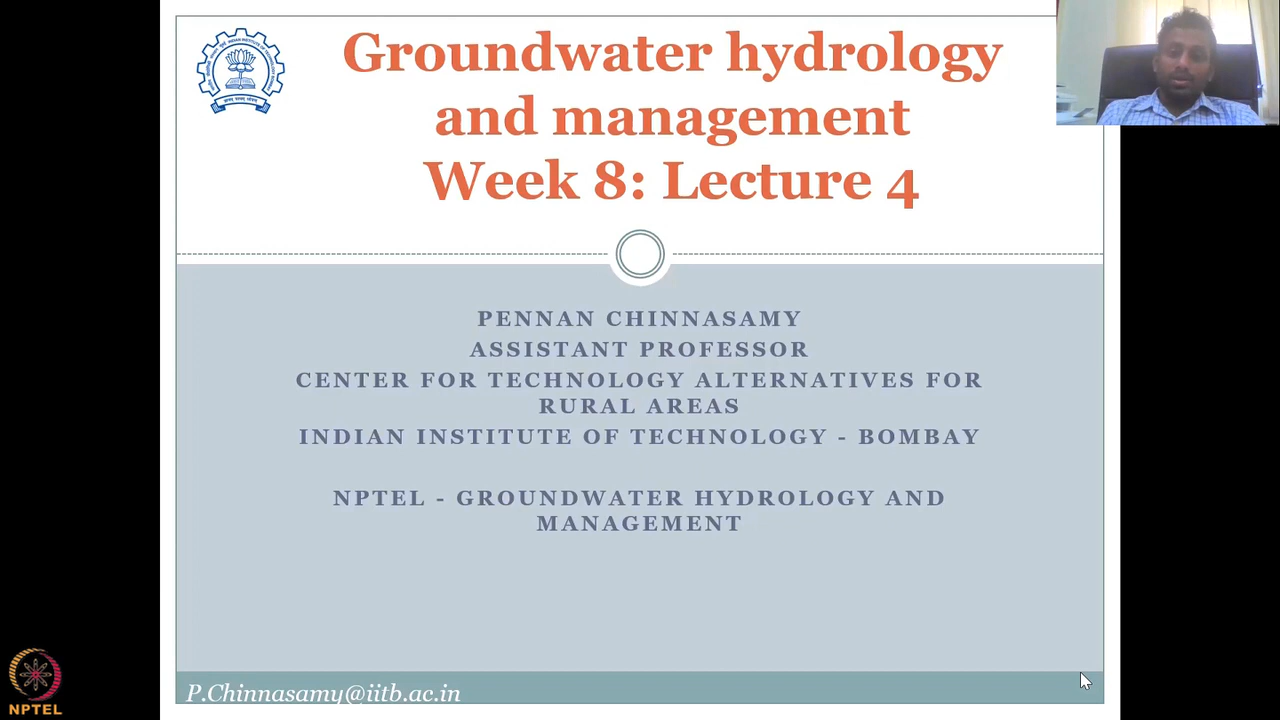 Groundwater hydrology
and management
Week 8: Lecture 4
PENNAN CHINNASAMY
ASSISTANT PROFESSOR
CENTER FOR TECHNOLOGY ALTERNATIVES FOR
RURAL AREAS
INDIAN INSTITUTE OF TECHNOLOGY - BOMBAY
NPTEL - GROUNDWATER HYDROLOGY AND
MANAGEMENT
P.Chinnasamy@iitb.ac.in
NPTEL